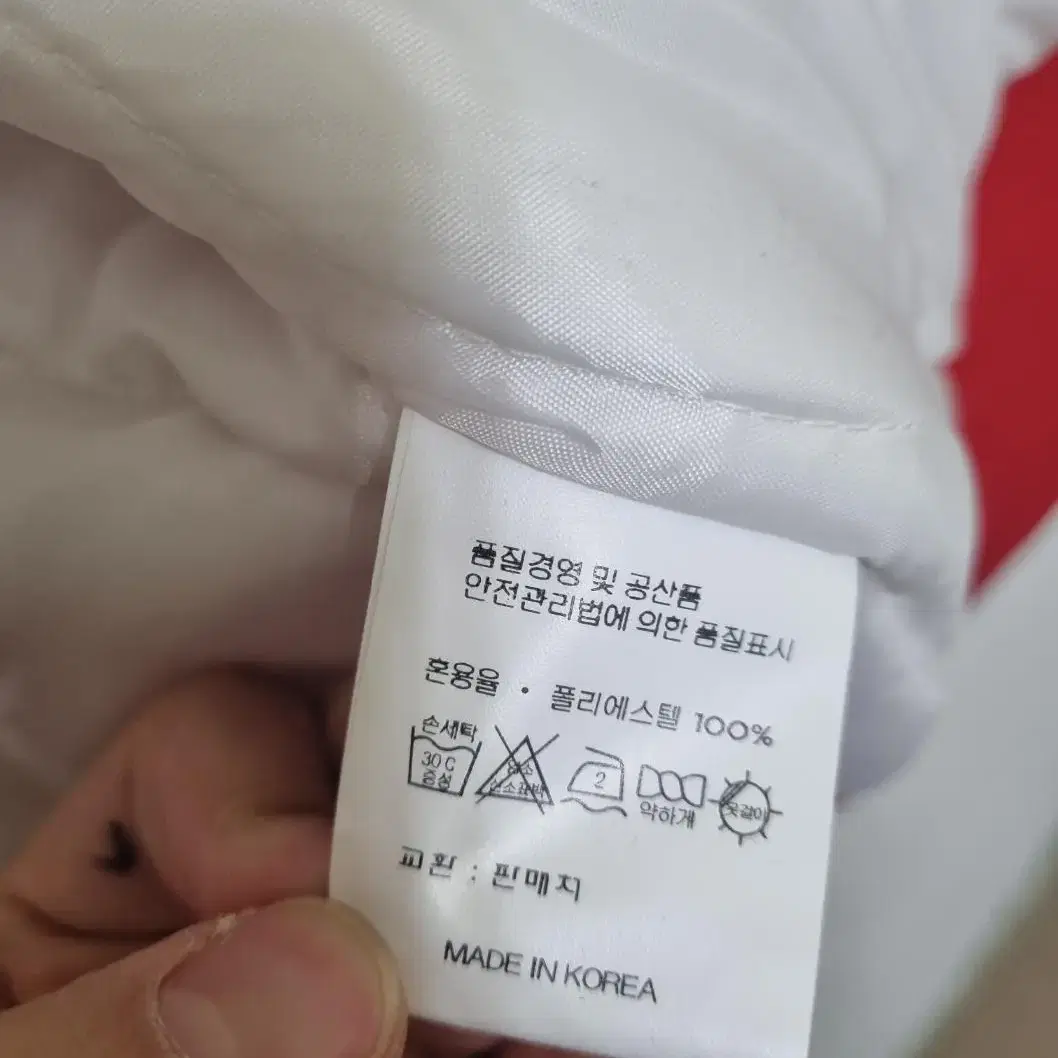 품질경영 및 공산품
안전관리법에 의한 품질표시
혼용율 · 폴리에스텔 100%
손세탁
30 C
중성
2
약하게
옷걸이
교환 : 판매지
MADE IN KOREA